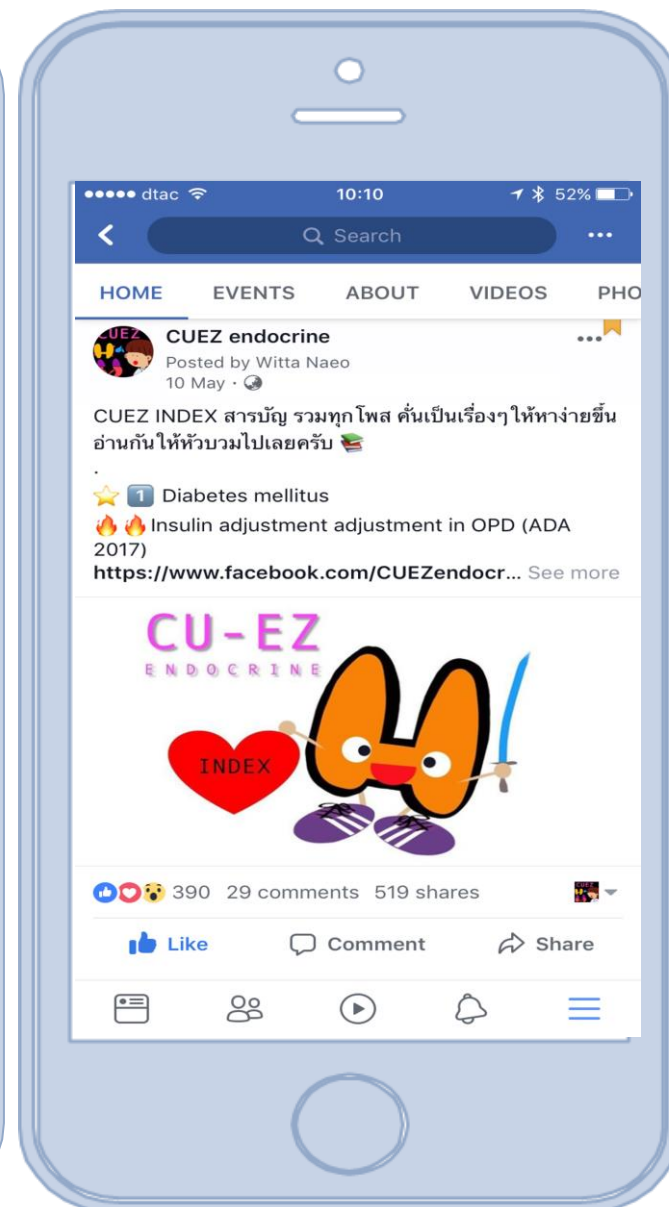 dtac 10:10 52%
Search
HOME EVENTS ABOUT VIDEOS PHO
CUEZ
CUEZ endocrine
Posted by Witta Naeo
10 May ·
CUEZ INDEX สารบัญ รวมทุกโพส คั่นเป็นเรื่องๆ ให้หาง่ายขึ้น
อ่านกันให้หัวบวมไปเลยครับ 📚
.
⭐ 1️⃣ Diabetes mellitus
🔥🔥Insulin adjustment adjustment in OPD (ADA
2017)
https://www.facebook.com/CUEZendocr... See more
CU-EZ
ENDOCRINE
INDEX
390 29 comments 519 shares
Like Comment Share